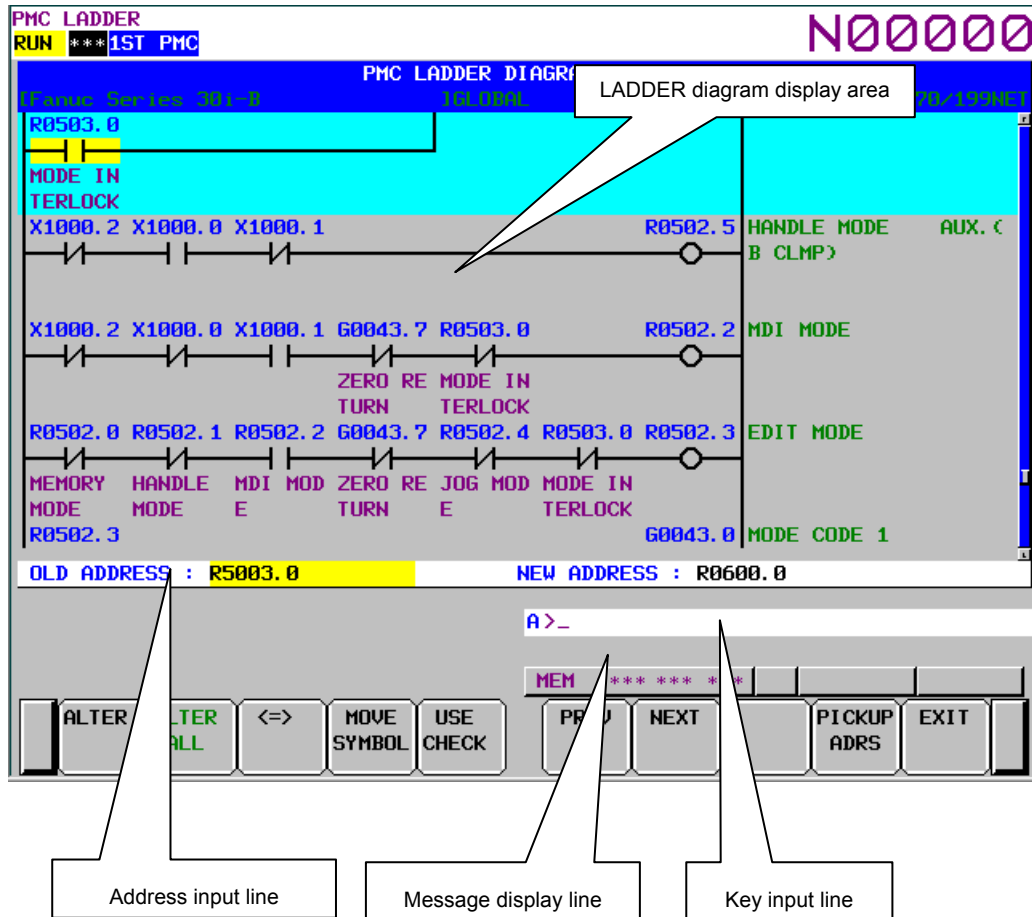 PMC LADDER
N00000
RUN ***1ST PMC
PMC LADDER DIAGRA
[Fanuc Series 30i-B ]GLOBAL 70/199NET
LADDER diagram display area
R0503.0
MODE IN
TERLOCK
X1000.2 X1000.0 X1000.1 R0502.5 HANDLE MODE AUX.(
B CLMP)
X1000.2 X1000.0 X1000.1 G0043.7 R0503.0 R0502.2 MDI MODE
ZERO RE MODE IN
TURN TERLOCK
R0502.0 R0502.1 R0502.2 G0043.7 R0502.4 R0503.0 R0502.3 EDIT MODE
MEMORY HANDLE MDI MOD ZERO RE JOG MOD MODE IN
MODE MODE E TURN E TERLOCK
R0502.3 G0043.0 MODE CODE 1
OLD ADDRESS : R5003.0 NEW ADDRESS : R0600.0
A>_
MEM *** *** ***
ALTER LTER <=> MOVE USE PR V NEXT PICKUP EXIT
ALL SYMBOL CHECK ADRS
Address input line
Message display line
Key input line